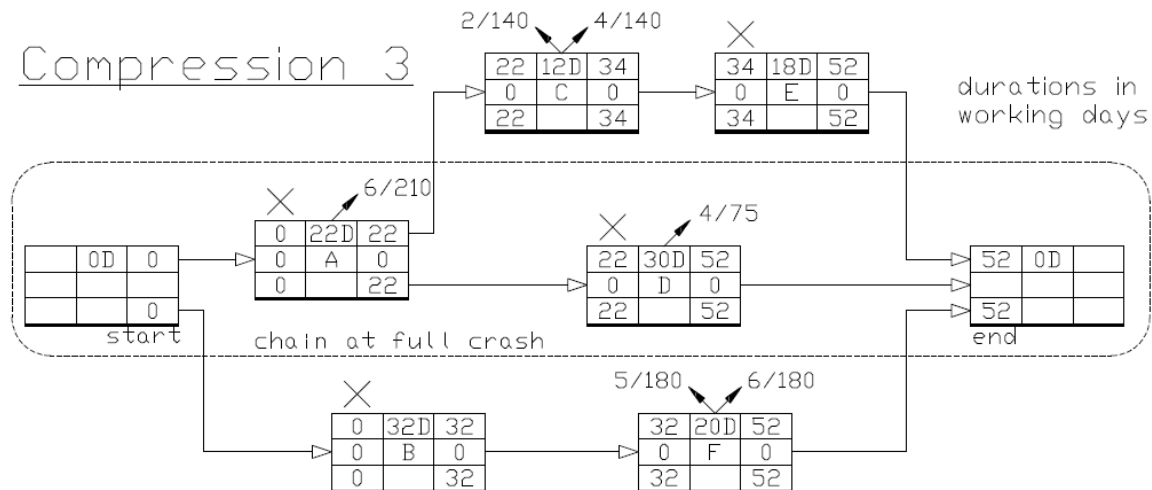 Compression 3
2/140 4/140
22 12D 34
0 C 0
22 34
34 18D 52
0 E 0
34 52
durations in
working days
6/210
0 22D 22
0 A 0
0 22
4/75
22 30D 52
0 D 0
22 52
0D 0
0
start
52 0D
52
end
chain at full crash
0 32D 32
0 B 0
0 32
5/180 6/180
32 20D 52
0 F 0
32 52